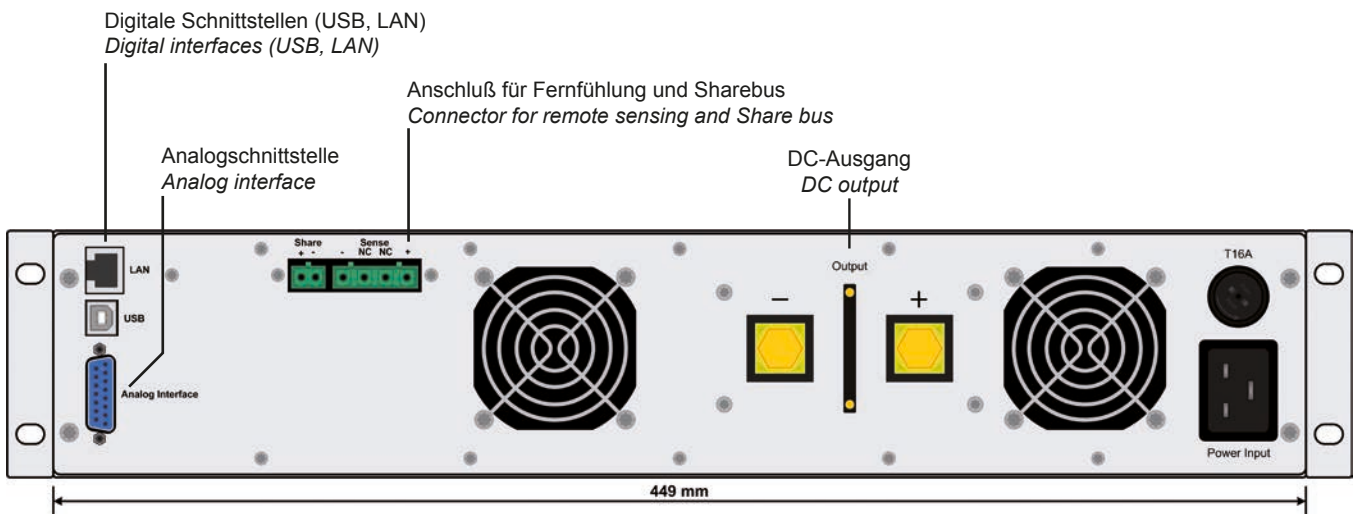 Digitale Schnittstellen (USB, LAN)
Digital interfaces (USB, LAN)
Anschluß für Fernfühlung und Sharebus
Connector for remote sensing and Share bus
Analogschnittstelle
Analog interface
DC-Ausgang
DC output
Share
+ -
Sense
- NC NC +
LAN
USB
Analog Interface
Output
- +
T16A
Power Input
449 mm